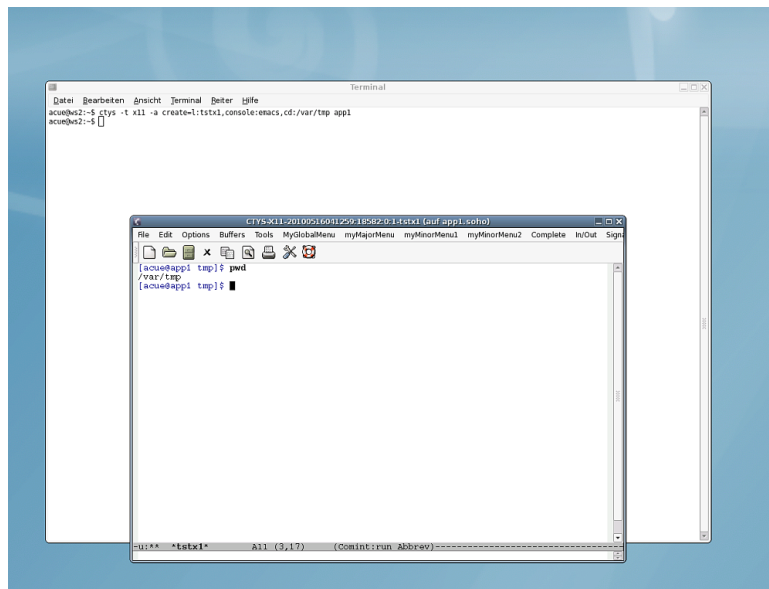 Terminal
Datei Bearbeiten Ansicht Terminal Reiter Hilfe
acue@ws2:~$ ctys -t x11 -a create=l:tstx1,console:emacs,cd:/var/tmp app1
acue@ws2:~$
CTYS-X11-20100516041259:18582:0:1-tstx1 (auf app1.soho)
File Edit Options Buffers Tools MyGlobalMenu myMajorMenu myMinorMenu1 myMinorMenu2 Complete In/Out Signa
[acue@app1 tmp]$ pwd
/var/tmp
[acue@app1 tmp]$
-u:** *tstx1* All (3,17) (Comint:run Abbrev)------------------------------